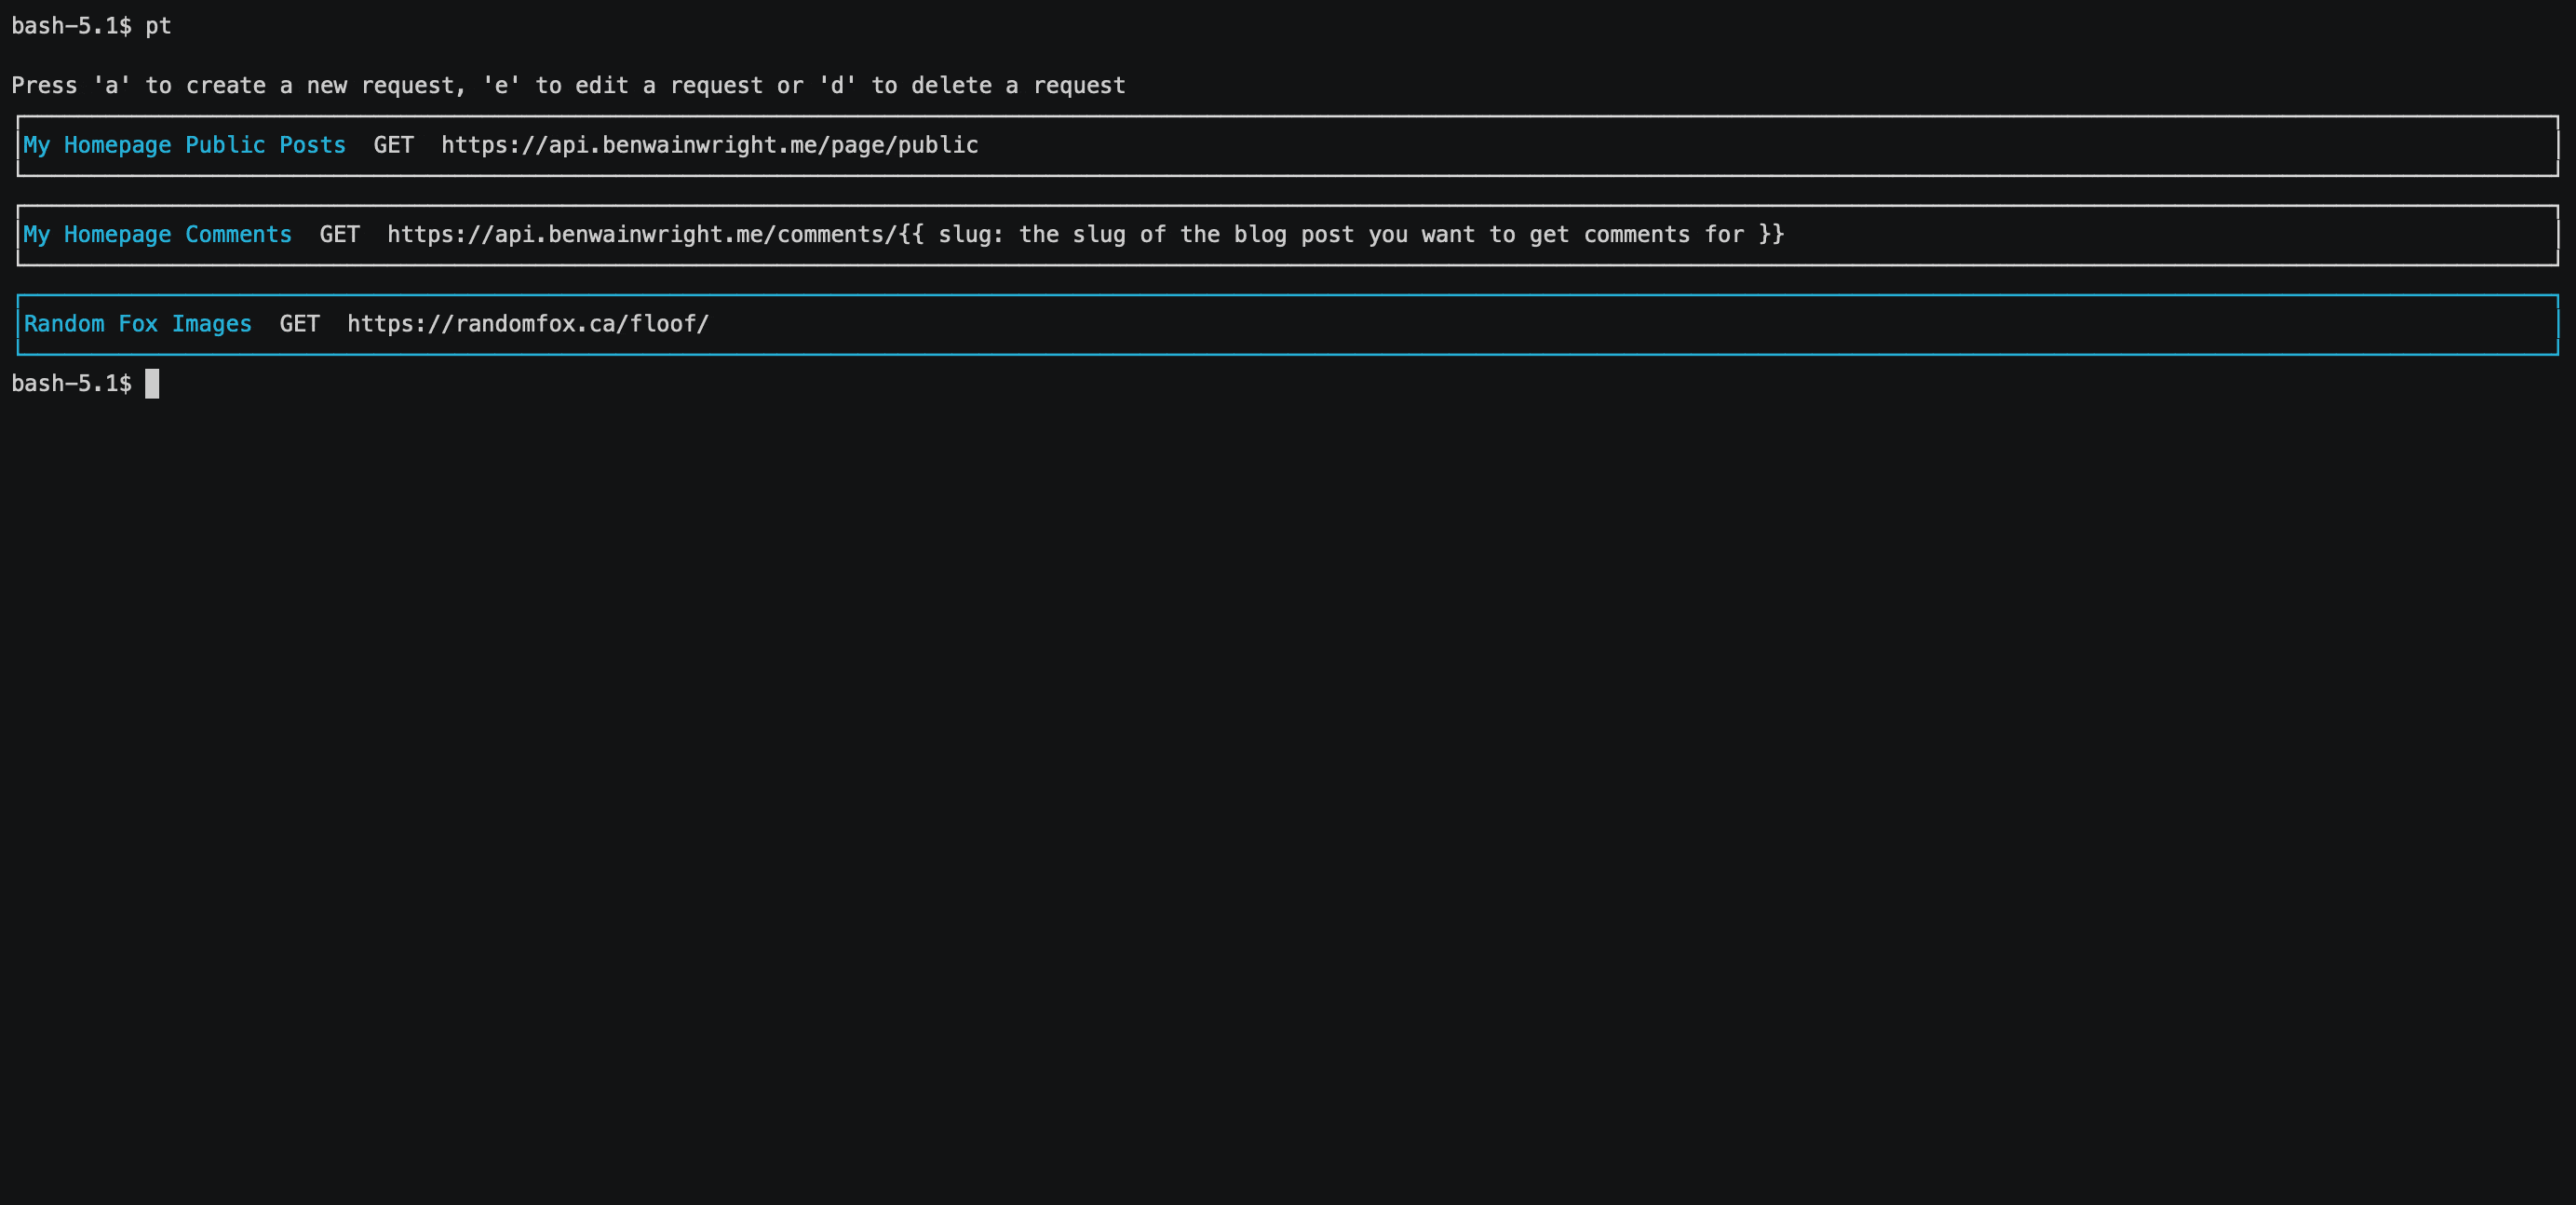 bash-5.1$ pt
Press 'a' to create a new request, 'e' to edit a request or 'd' to delete a request
My Homepage Public Posts  GET  https://api.benwainwright.me/page/public
My Homepage Comments  GET  https://api.benwainwright.me/comments/{{ slug: the slug of the blog post you want to get comments for }}
Random Fox Images  GET  https://randomfox.ca/floof/
bash-5.1$